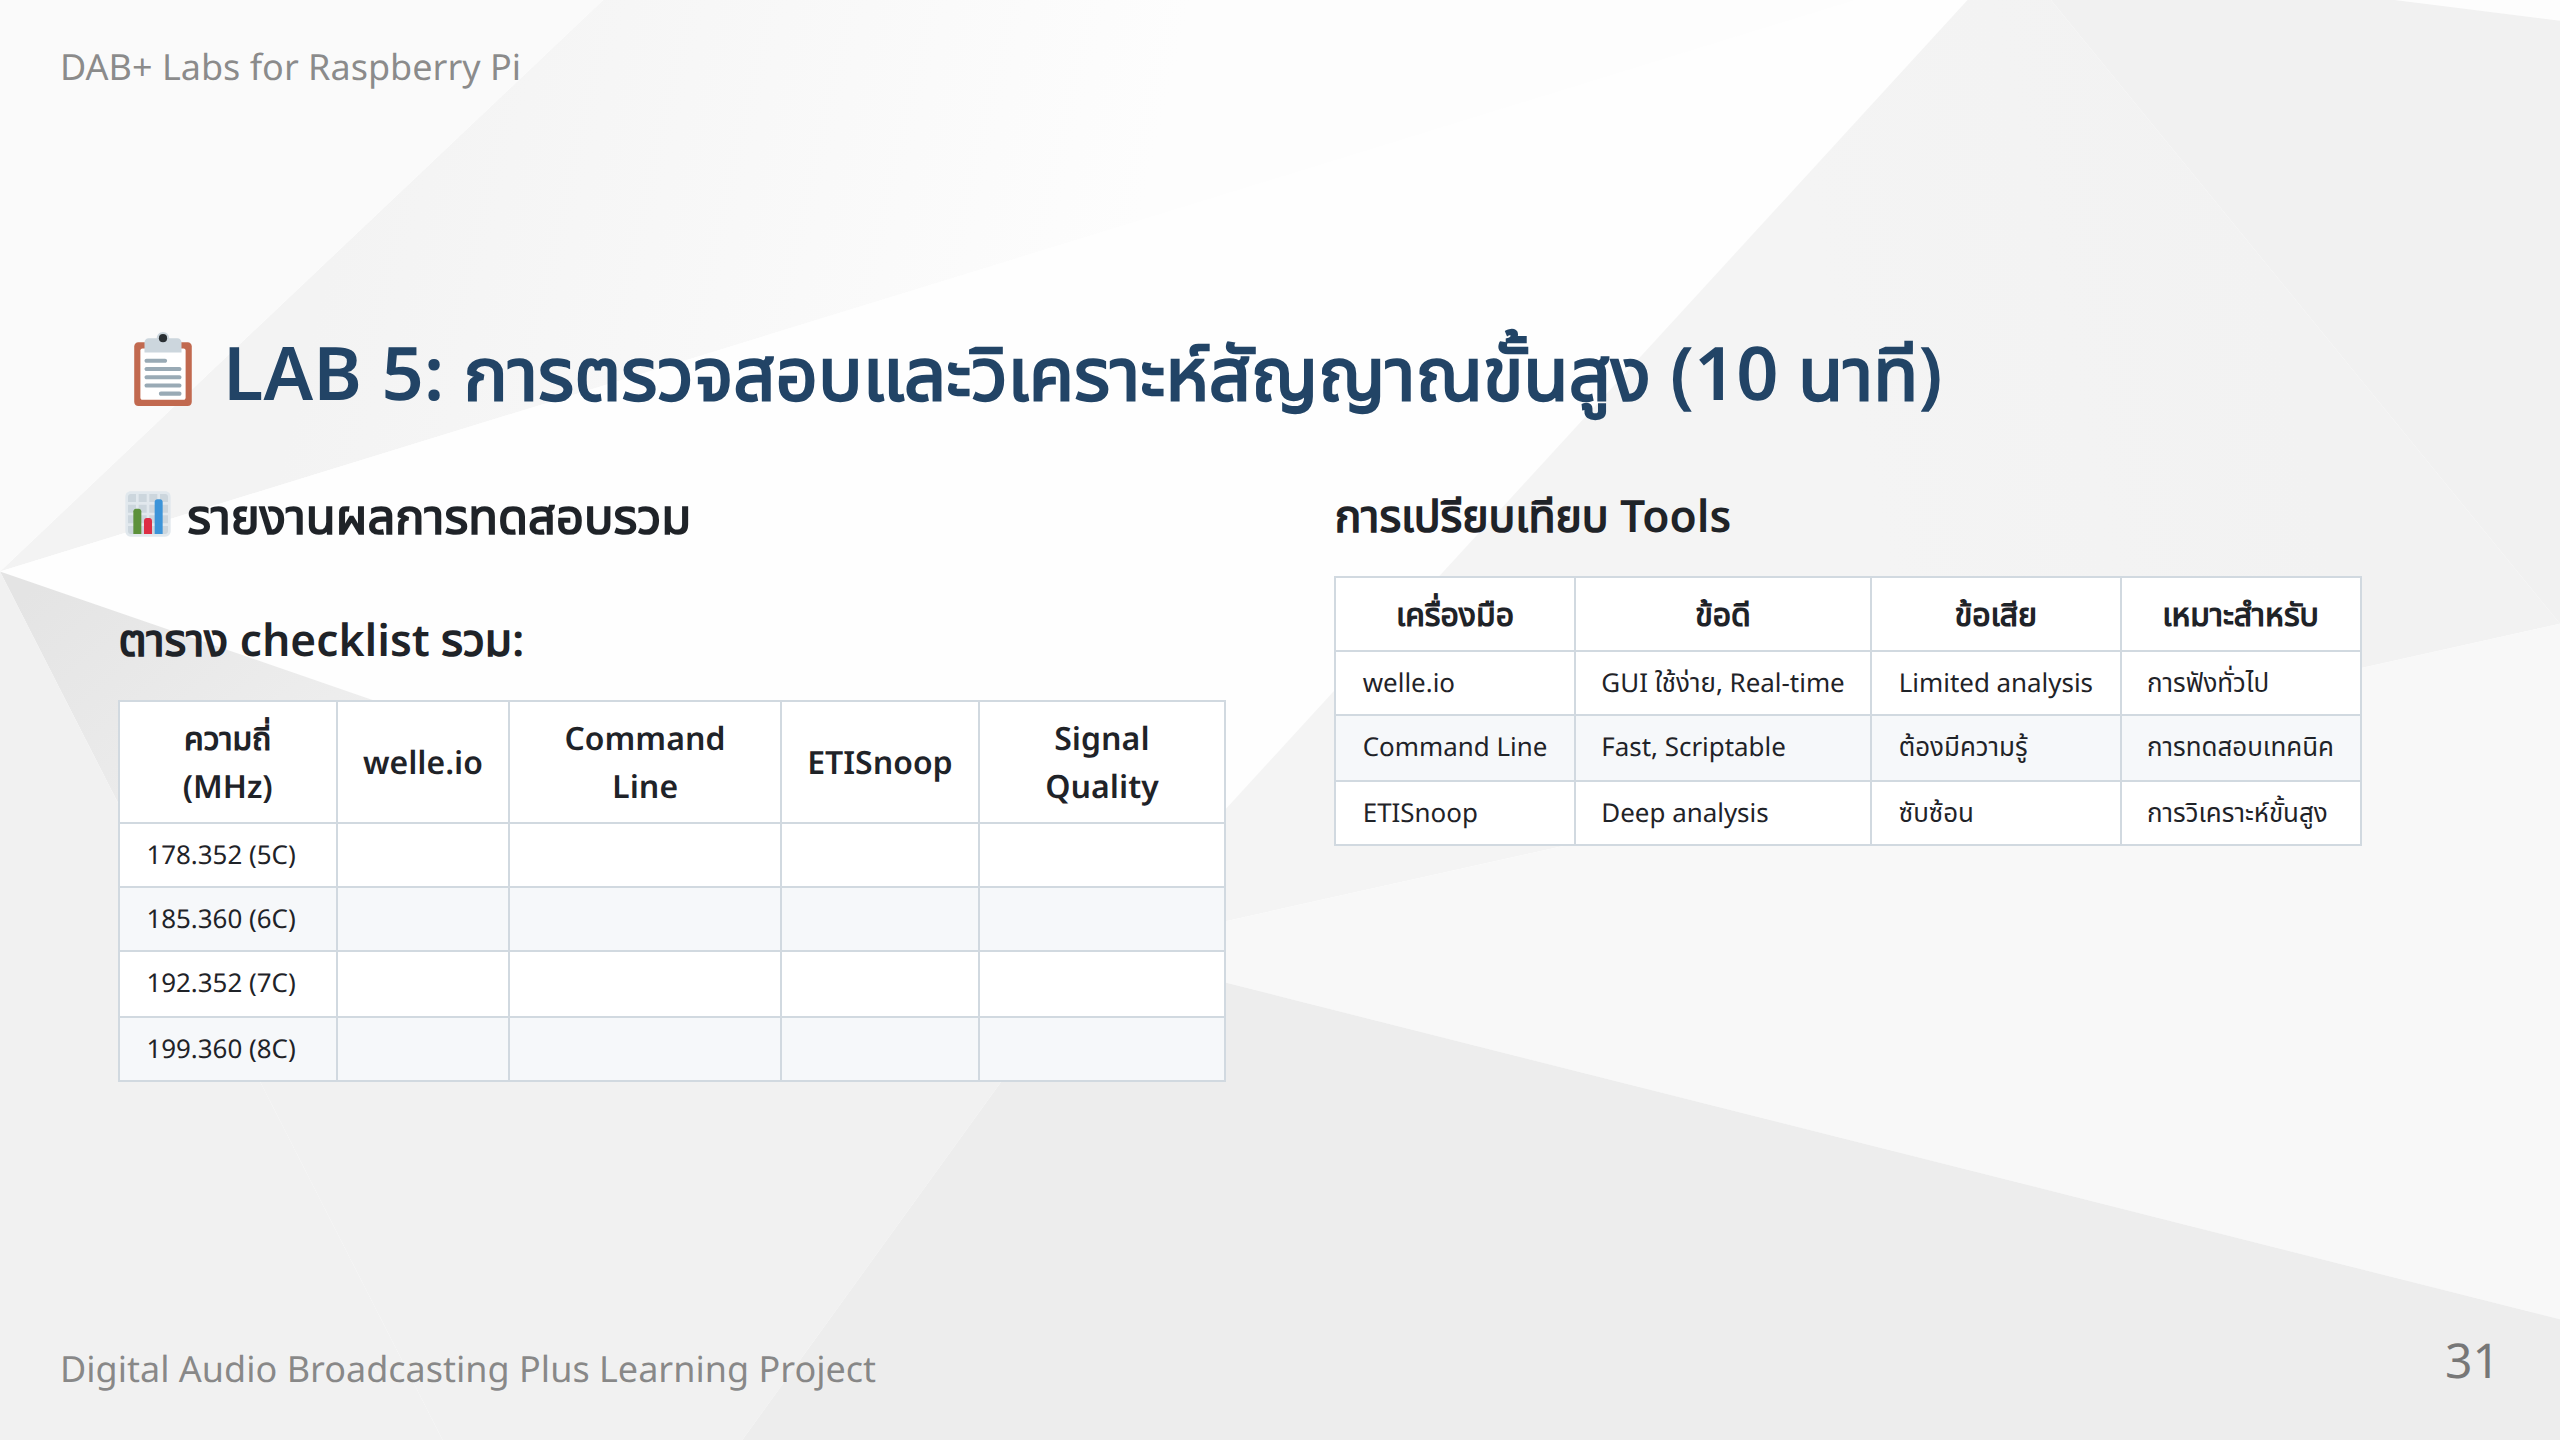 DAB+ Labs for Raspberry Pi
📋 LAB 5: การตรวจสอบและวิเคราะห์สัญญาณขั้นสูง (10 นาที)
📊 รายงานผลการทดสอบรวม
ตาราง checklist รวม:
ความถี่ (MHz) | welle.io | Command Line | ETISnoop | Signal Quality
178.352 (5C)
185.360 (6C)
192.352 (7C)
199.360 (8C)
การเปรียบเทียบ Tools
เครื่องมือ | ข้อดี | ข้อเสีย | เหมาะสำหรับ
welle.io | GUI ใช้ง่าย, Real-time | Limited analysis | การฟังทั่วไป
Command Line | Fast, Scriptable | ต้องมีความรู้ | การทดสอบเทคนิค
ETISnoop | Deep analysis | ซับซ้อน | การวิเคราะห์ขั้นสูง
Digital Audio Broadcasting Plus Learning Project
31